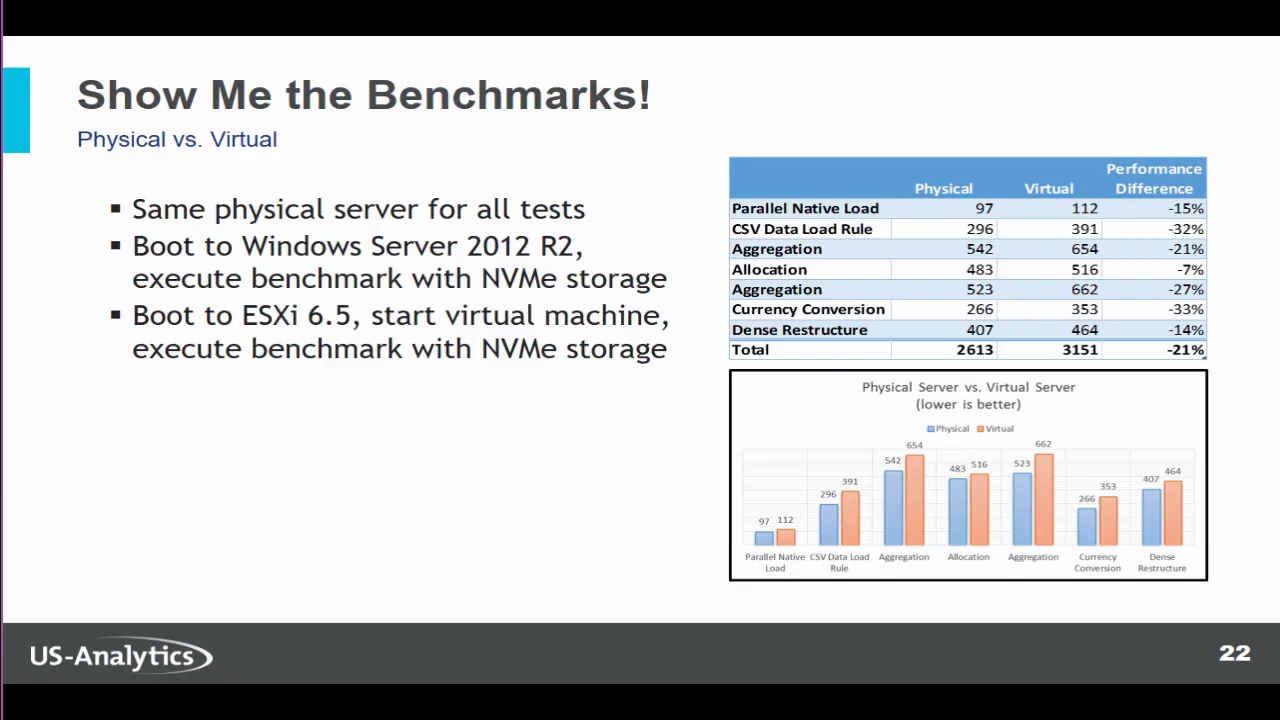 Show Me the Benchmarks!
Physical vs. Virtual
▪ Same physical server for all tests
▪ Boot to Windows Server 2012 R2,
execute benchmark with NVMe storage
▪ Boot to ESXi 6.5, start virtual machine,
execute benchmark with NVMe storage
Physical Virtual Performance Difference
Parallel Native Load 97 112 -15%
CSV Data Load Rule 296 391 -32%
Aggregation 542 654 -21%
Allocation 483 516 -7%
Aggregation 523 662 -27%
Currency Conversion 266 353 -33%
Dense Restructure 407 464 -14%
Total 2613 3151 -21%
Physical Server vs. Virtual Server
(lower is better)
Physical Virtual
97 112 296 391 542 654 483 516 523 662 266 353 407 464
Parallel Native Load
CSV Data Load Rule
Aggregation
Allocation
Aggregation
Currency Conversion
Dense Restructure
US-Analytics
22